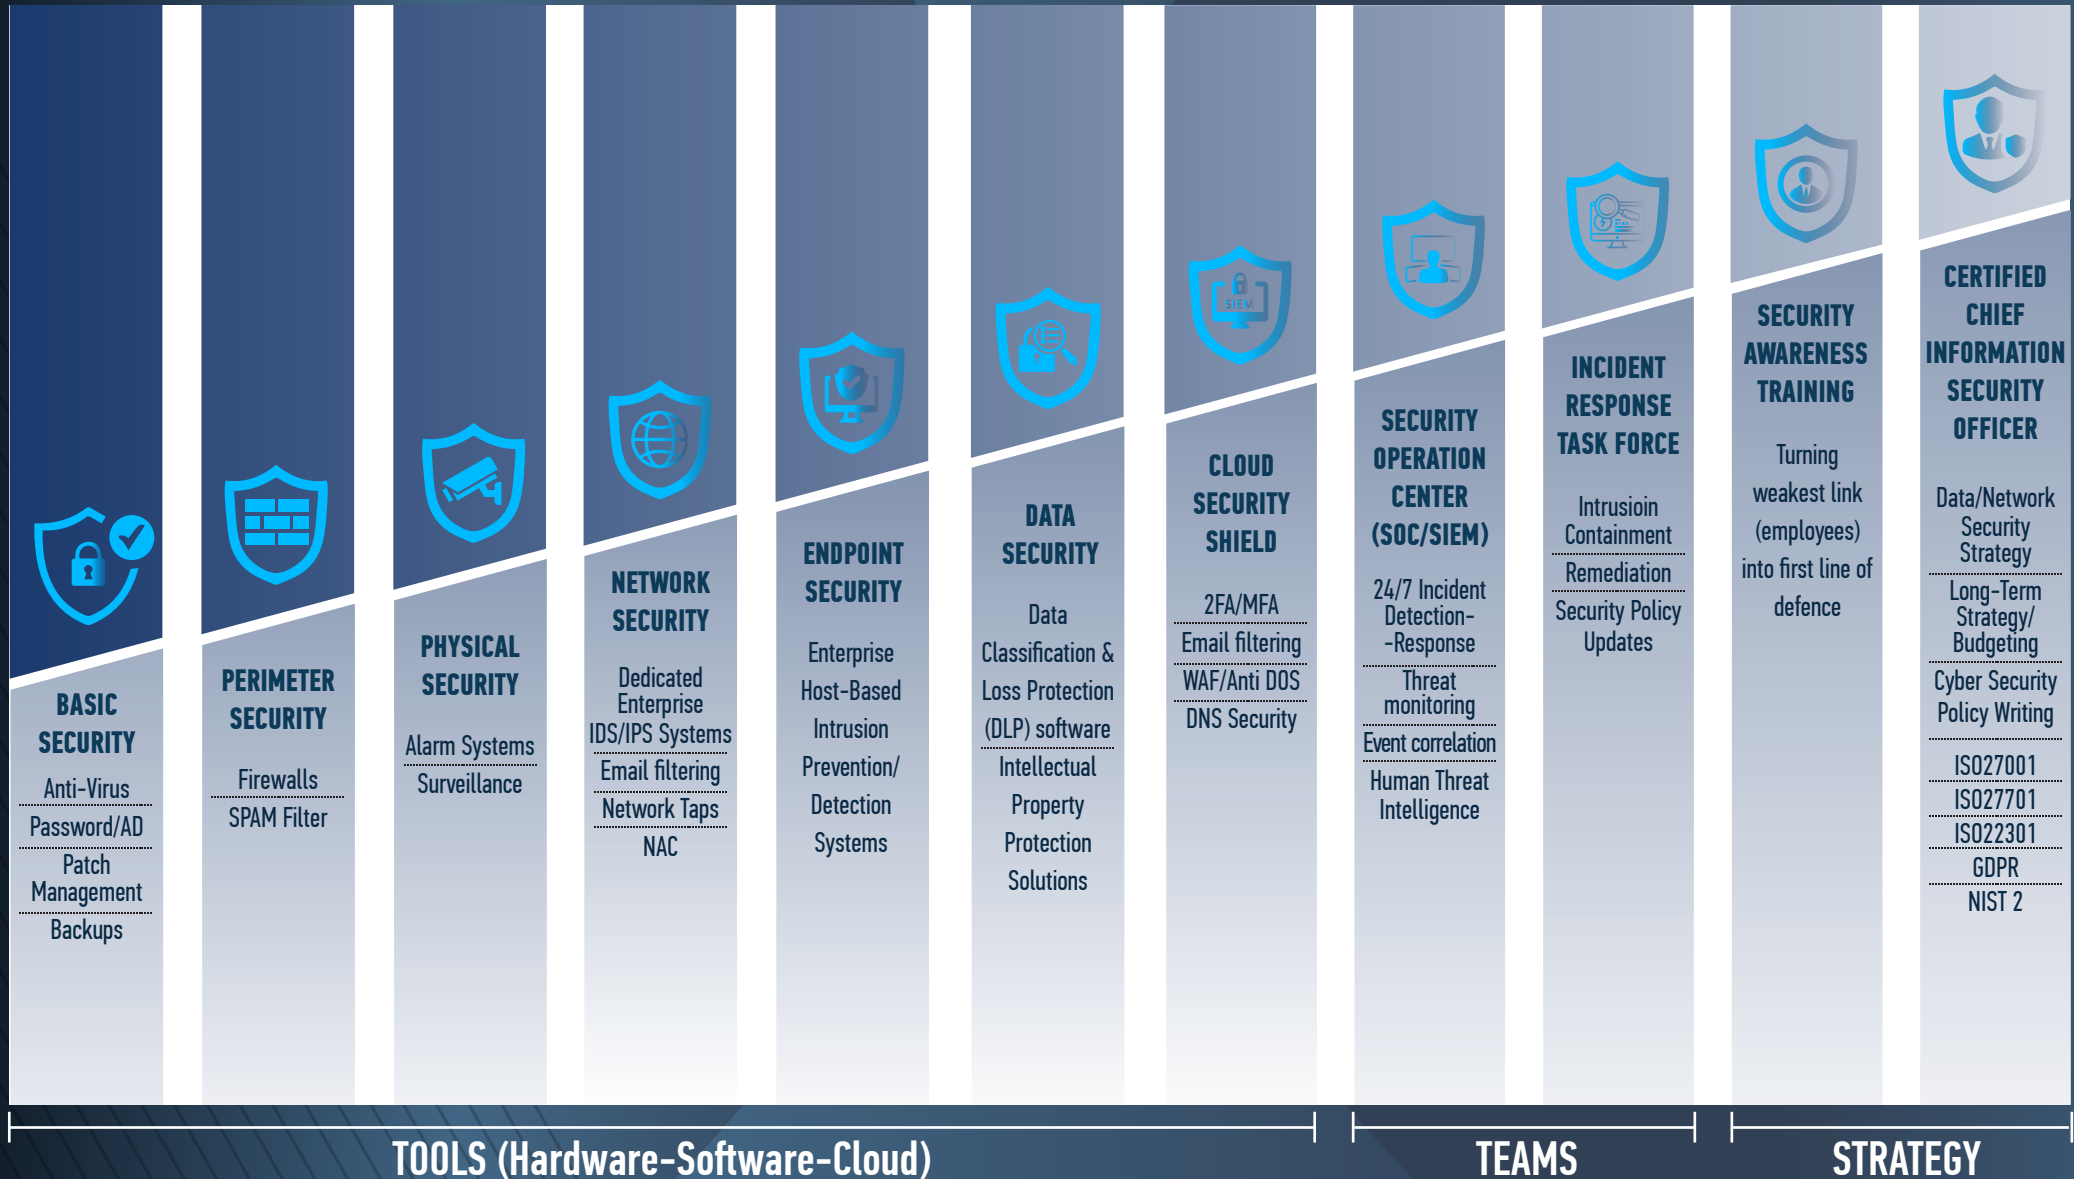 BASIC
SECURITY
Anti-Virus
Password/AD
Patch
Management
Backups
PERIMETER
SECURITY
Firewalls
SPAM Filter
PHYSICAL
SECURITY
Alarm Systems
Surveillance
NETWORK
SECURITY
Dedicated
Enterprise
IDS/IPS Systems
Email filtering
Network Taps
NAC
ENDPOINT
SECURITY
Enterprise
Host-Based
Intrusion
Prevention/
Detection
Systems
DATA
SECURITY
Data
Classification &
Loss Protection
(DLP) software
Intellectual
Property
Protection
Solutions
SIEM
CLOUD
SECURITY
SHIELD
2FA/MFA
Email filtering
WAF/Anti DOS
DNS Security
SECURITY
OPERATION
CENTER
(SOC/SIEM)
24/7 Incident
Detection-
-Response
Threat
monitoring
Event correlation
Human Threat
Intelligence
INCIDENT
RESPONSE
TASK FORCE
Intrusioin
Containment
Remediation
Security Policy
Updates
SECURITY
AWARENESS
TRAINING
Turning
weakest link
(employees)
into first line of
defence
CERTIFIED
CHIEF
INFORMATION
SECURITY
OFFICER
Data/Network
Security
Strategy
Long-Term
Strategy/
Budgeting
Cyber Security
Policy Writing
ISO27001
ISO27701
ISO22301
GDPR
NIST 2
TOOLS (Hardware-Software-Cloud)
TEAMS
STRATEGY